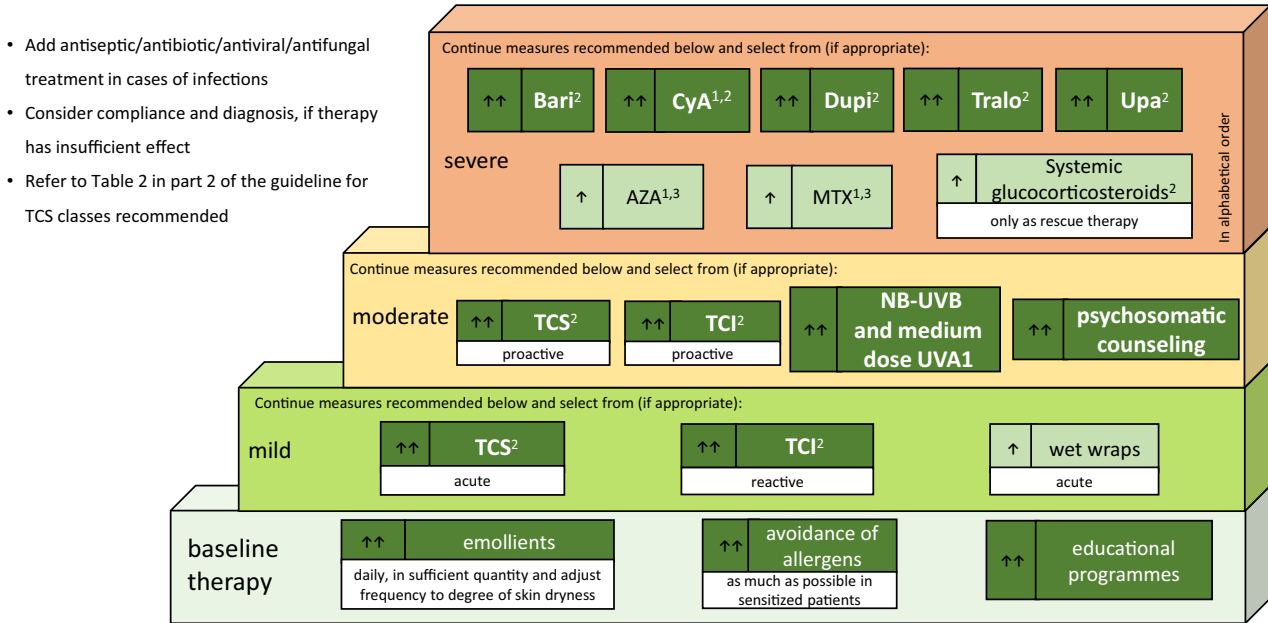 • Add antiseptic/antibiotic/antiviral/antifungal
treatment in cases of infections
• Consider compliance and diagnosis, if therapy
has insufficient effect
• Refer to Table 2 in part 2 of the guideline for
TCS classes recommended
Continue measures recommended below and select from (if appropriate):
↑↑ Bari²
↑↑ CyA¹,²
↑↑ Dupi²
↑↑ Tralo²
↑↑ Upa²
severe
↑ AZA¹,³
↑ MTX¹,³
↑ Systemic
glucocorticosteroids²
only as rescue therapy
In alphabetical order
Continue measures recommended below and select from (if appropriate):
moderate
↑↑ TCS²
proactive
↑↑ TCI²
proactive
↑↑ NB-UVB
and medium
dose UVA1
↑↑ psychosomatic
counseling
Continue measures recommended below and select from (if appropriate):
mild
↑↑ TCS²
acute
↑↑ TCI²
reactive
↑ wet wraps
acute
baseline
therapy
↑↑ emollients
daily, in sufficient quantity and adjust
frequency to degree of skin dryness
↑↑ avoidance of
allergens
as much as possible in
sensitized patients
↑↑ educational
programmes